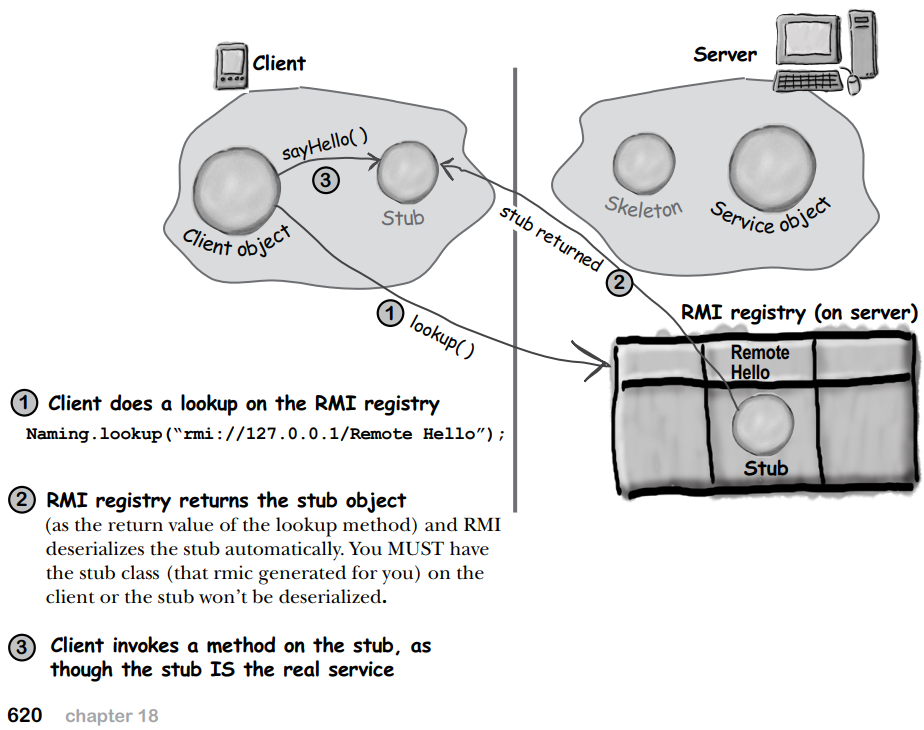 Client
Server
sayHello( )
3
Stub
Client object
Skeleton
Service object
stub returned
2
1
lookup( )
RMI registry (on server)
Remote
Hello
Stub
1 Client does a lookup on the RMI registry
Naming.lookup(“rmi://127.0.0.1/Remote Hello”);
2 RMI registry returns the stub object
(as the return value of the lookup method) and RMI
deserializes the stub automatically. You MUST have
the stub class (that rmic generated for you) on the
client or the stub won’t be deserialized.
3 Client invokes a method on the stub, as
though the stub IS the real service
620 chapter 18